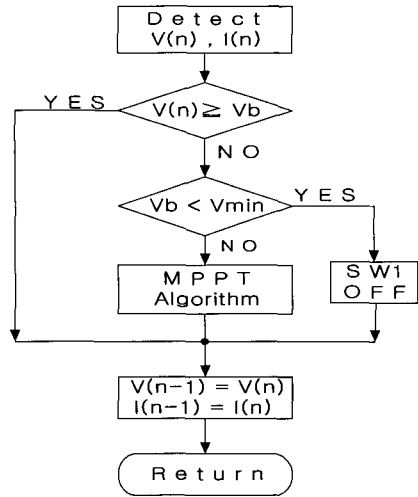 Detect
V(n) , I(n)
YES
V(n) ≧ Vb
NO
Vb < Vmin
YES
NO
MPPT
Algorithm
SW1
OFF
V(n−1) = V(n)
I(n−1) = I(n)
Return